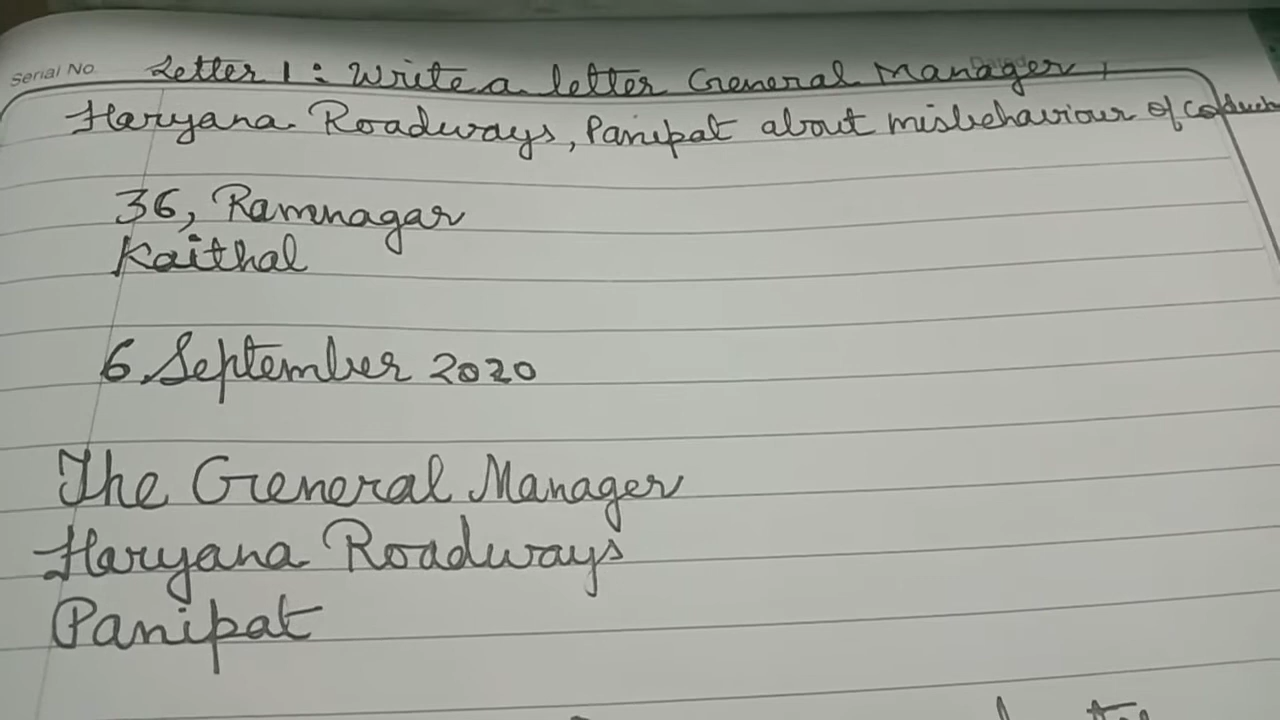 Serial No
Letter 1: Write a letter General Manager,
Haryana Roadways, Panipat about misbehaviour of
36, Ramnagar
Kaithal
6 September 2020
The General Manager
Haryana Roadways
Panipat